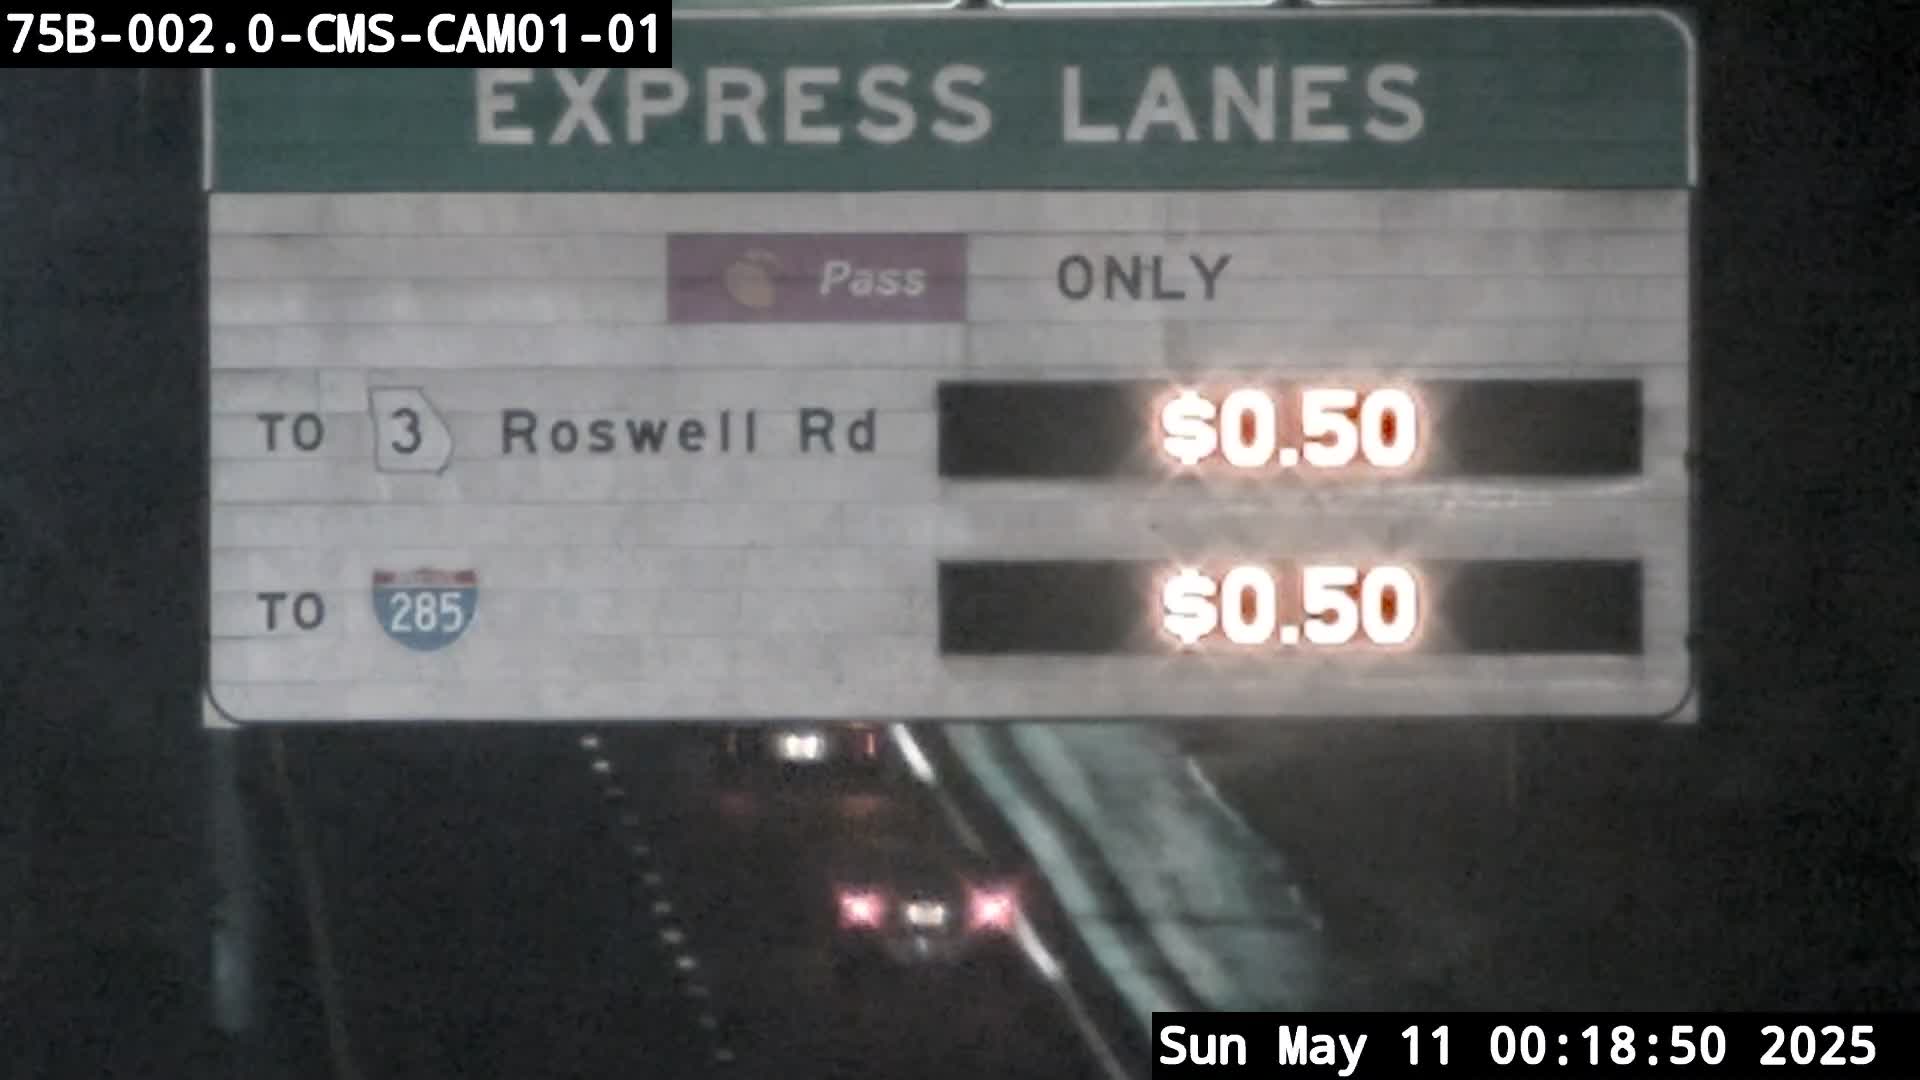 75B-002.0-CMS-CAM01-01
EXPRESS LANES
Pass ONLY
TO 3 Roswell Rd $0.50
TO 285 $0.50
Sun May 11 00:18:50 2025